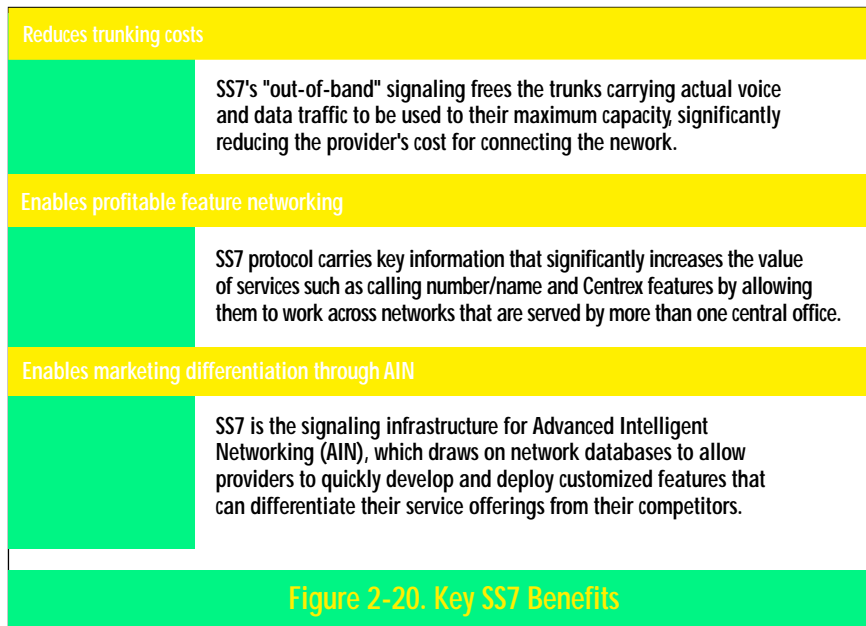 Reduces trunking costs
SS7's "out-of-band" signaling frees the trunks carrying actual voice
and data traffic to be used to their maximum capacity, significantly
reducing the provider's cost for connecting the nework.
Enables profitable feature networking
SS7 protocol carries key information that significantly increases the value
of services such as calling number/name and Centrex features by allowing
them to work across networks that are served by more than one central office.
Enables marketing differentiation through AIN
SS7 is the signaling infrastructure for Advanced Intelligent
Networking (AIN), which draws on network databases to allow
providers to quickly develop and deploy customized features that
can differentiate their service offerings from their competitors.
Figure 2-20. Key SS7 Benefits